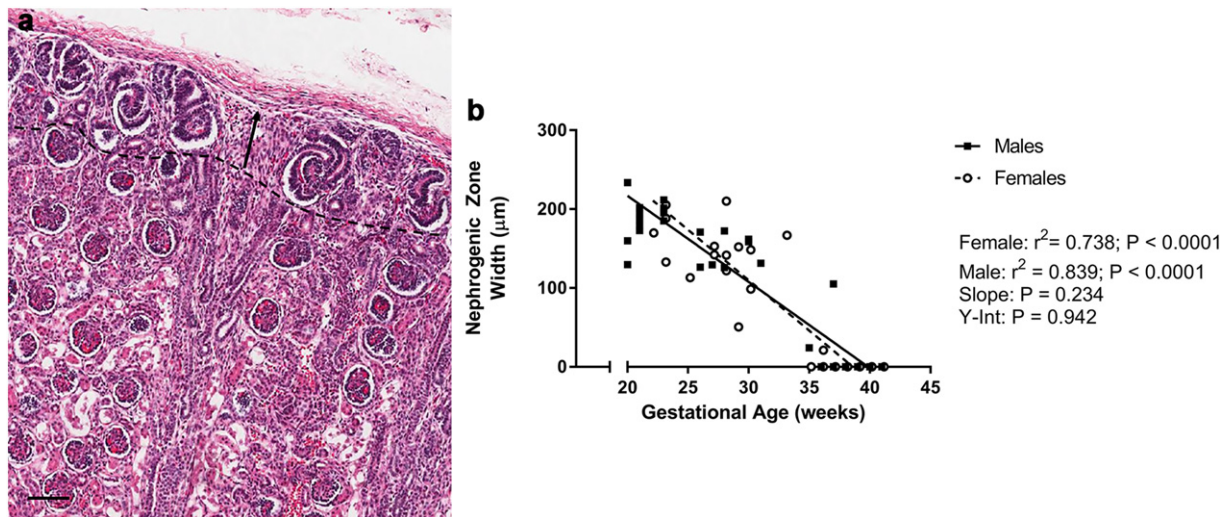 a
b
300
200
100
0
Nephrogenic Zone
Width (μm)
20 25 30 35 40 45
Gestational Age (weeks)
Males
Females
Female: r²= 0.738; P < 0.0001
Male: r² = 0.839; P < 0.0001
Slope: P = 0.234
Y-Int: P = 0.942